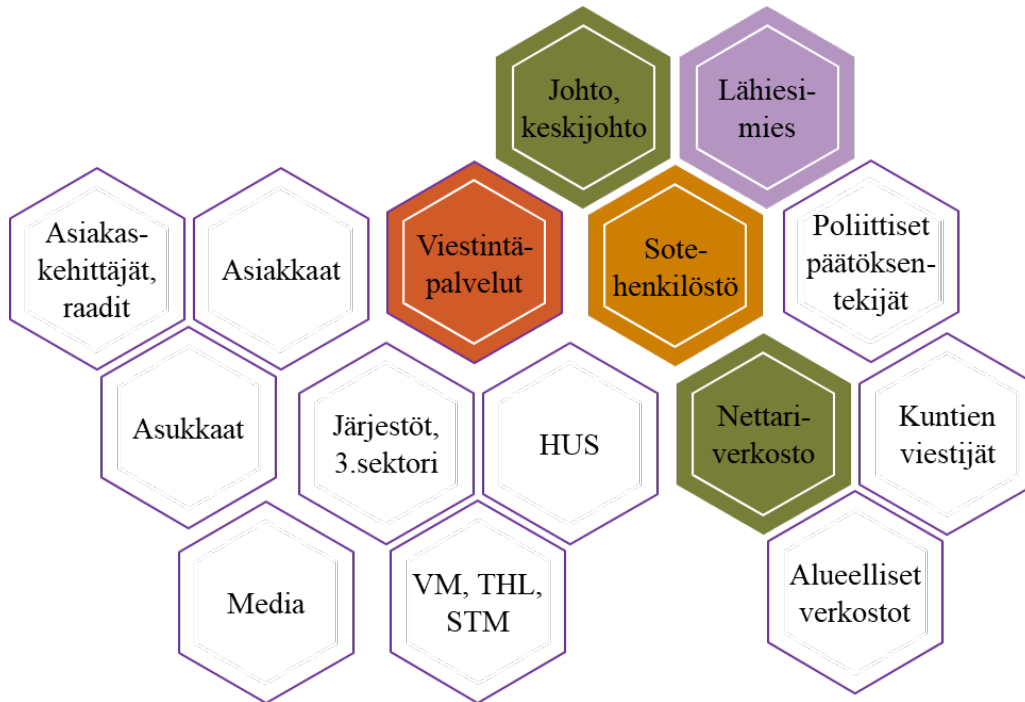 Johto,
keskijohto
Lähiesi-
mies
Asiakas-
kehittäjät,
raadit
Asiakkaat
Viestintä-
palvelut
Sote-
henkilöstö
Poliittiset
päätöksen-
tekijät
Asukkaat
Järjestöt,
3.sektori
HUS
Nettari-
verkosto
Kuntien
viestijät
Media
VM, THL,
STM
Alueelliset
verkostot